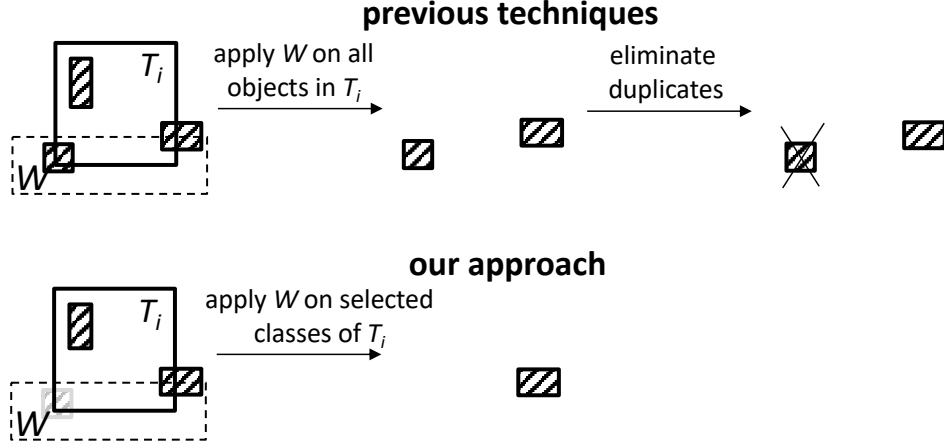 previous techniques
T_i
apply W on all
objects in T_i
eliminate
duplicates
W
our approach
T_i
apply W on selected
classes of T_i
W